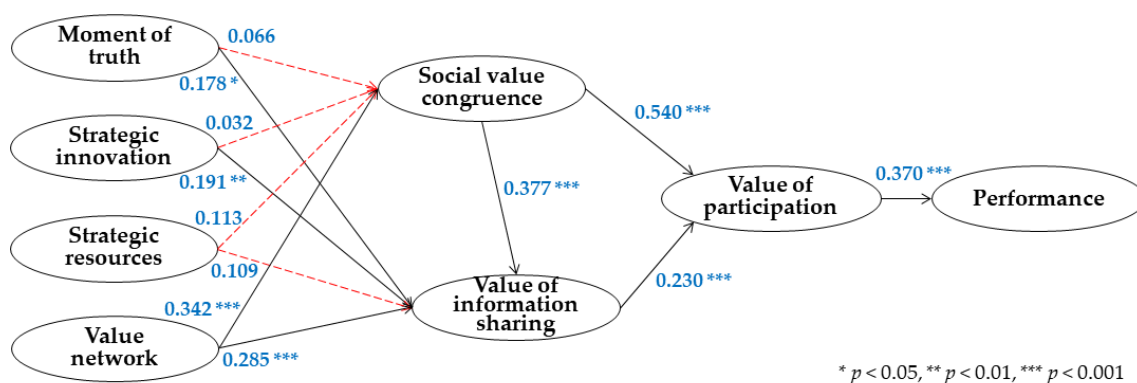 Moment of
truth
0.066
0.178 *
Strategic
innovation
0.032
0.191 **
Strategic
resources
0.113
0.109
Value
network
0.342 ***
0.285 ***
Social value
congruence
0.377 ***
Value of
information
sharing
0.540 ***
0.230 ***
Value of
participation
0.370 ***
Performance
* p < 0.05, ** p < 0.01, *** p < 0.001